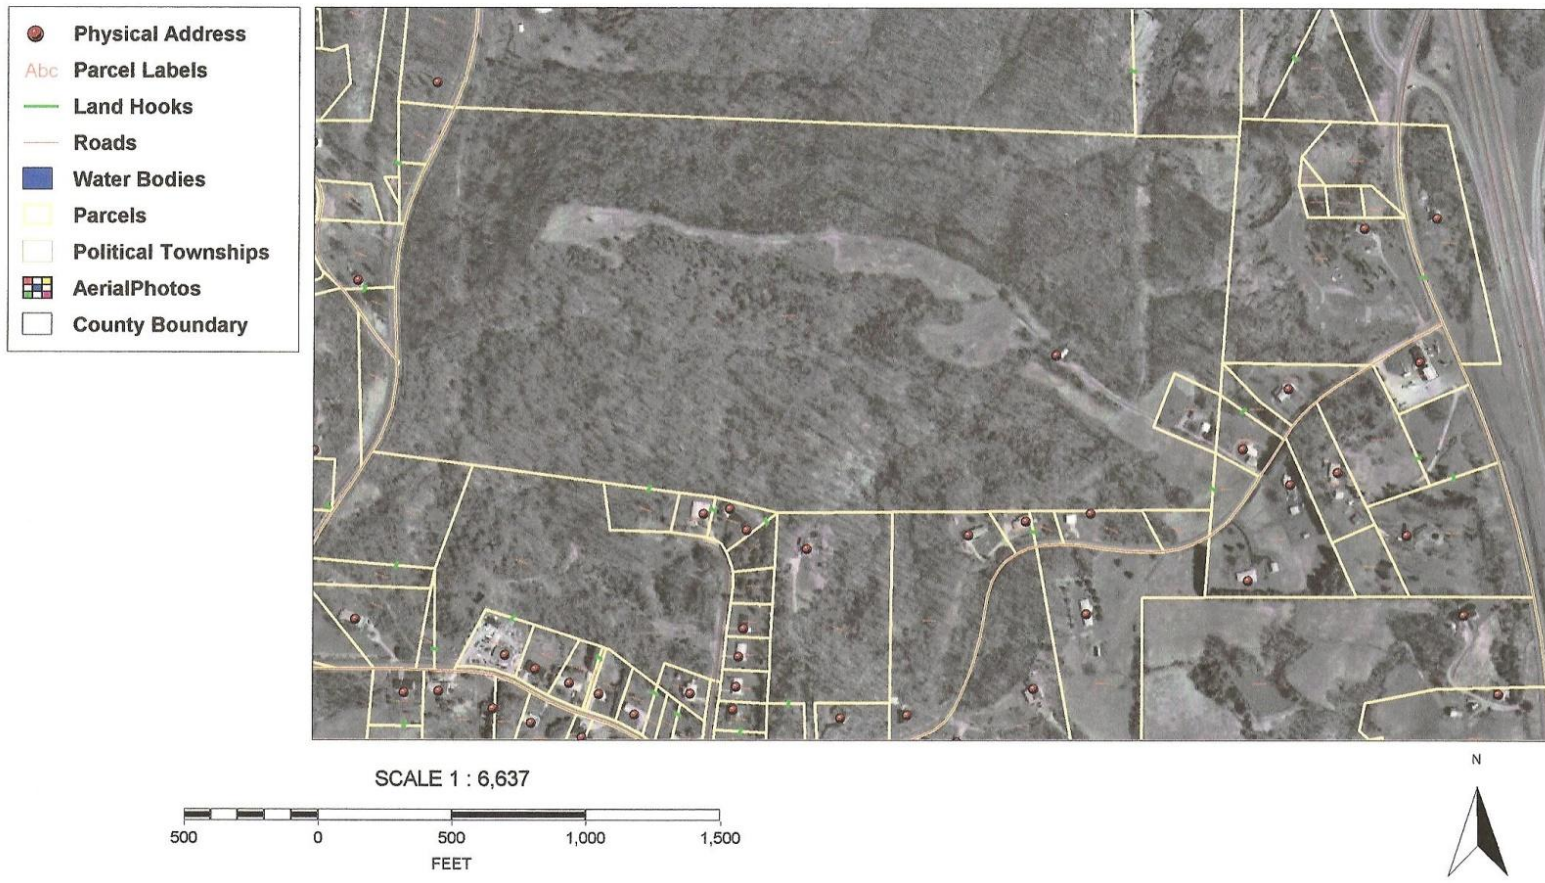 Physical Address
Abc Parcel Labels
Land Hooks
Roads
Water Bodies
Parcels
Political Townships
AerialPhotos
County Boundary
SCALE 1 : 6,637
500 0 500 1,000 1,500
FEET
N